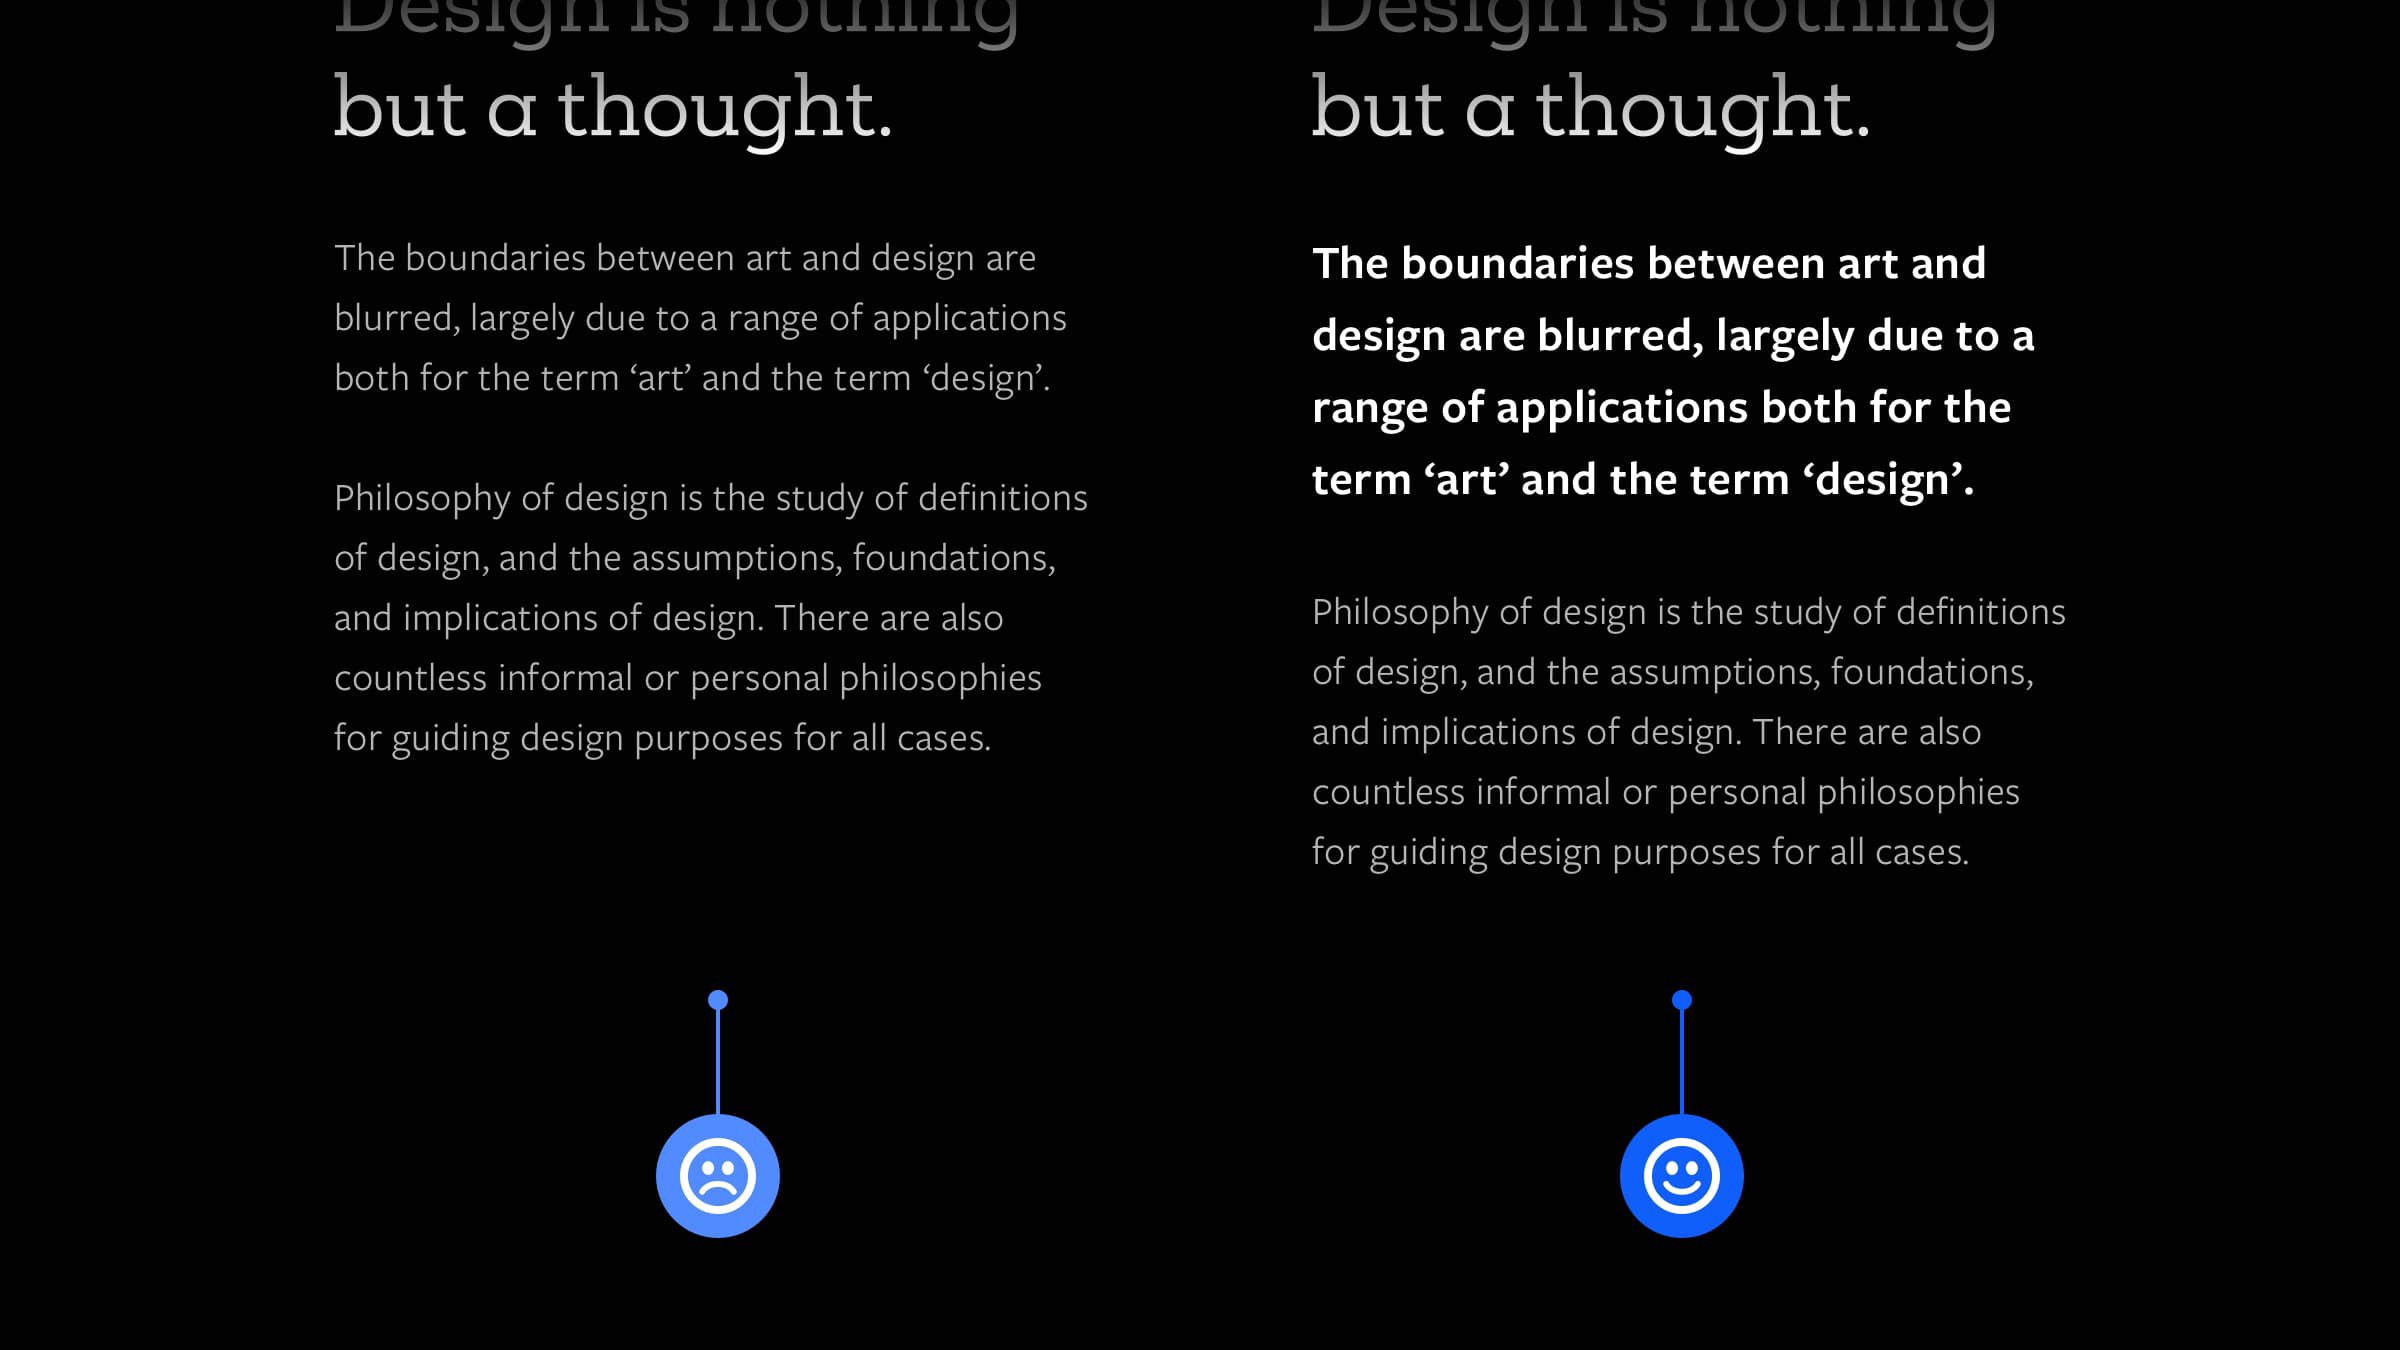 Design is nothing
but a thought.
The boundaries between art and design are
blurred, largely due to a range of applications
both for the term ‘art’ and the term ‘design’.
Philosophy of design is the study of definitions
of design, and the assumptions, foundations,
and implications of design. There are also
countless informal or personal philosophies
for guiding design purposes for all cases.
Design is nothing
but a thought.
The boundaries between art and
design are blurred, largely due to a
range of applications both for the
term ‘art’ and the term ‘design’.
Philosophy of design is the study of definitions
of design, and the assumptions, foundations,
and implications of design. There are also
countless informal or personal philosophies
for guiding design purposes for all cases.